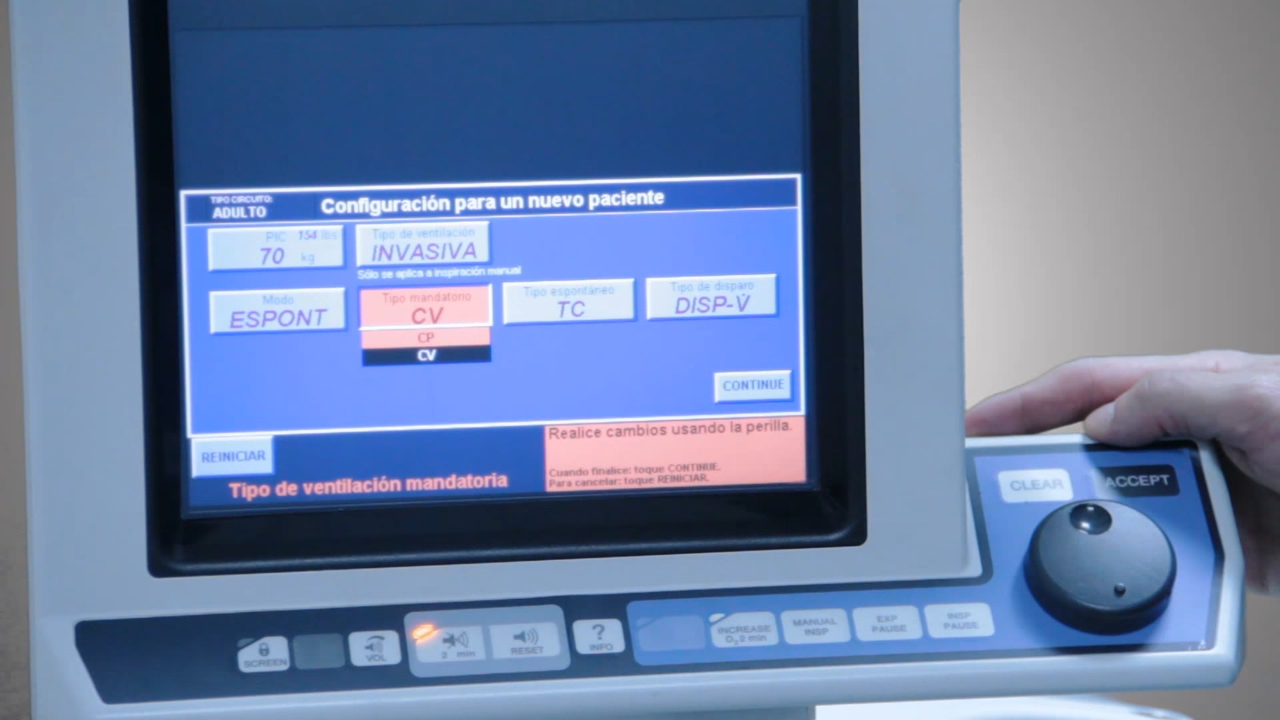 TIPO CIRCUITO:
ADULTO
Configuración para un nuevo paciente
PIC 154 lbs
70 kg
Tipo de ventilación
INVASIVA
Sólo se aplica a inspiración manual
Modo
ESPONT
Tipo mandatorio
CV
CP
CV
Tipo espontáneo
TC
Tipo de disparo
DISP-V̇
CONTINUE
REINICIAR
Tipo de ventilación mandatoria
Realice cambios usando la perilla.
Cuando finalice: toque CONTINUE.
Para cancelar: toque REINICIAR.
CLEAR
ACCEPT
SCREEN
VOL
2 min
RESET
?
INFO
INCREASE
O₂ 2 min
MANUAL
INSP
EXP
PAUSE
INSP
PAUSE